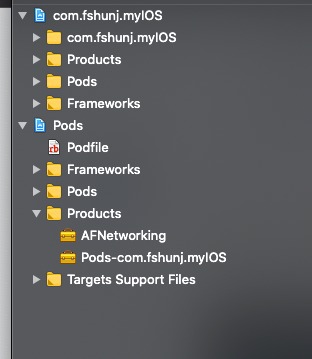 com.fshunj.myIOS
com.fshunj.myIOS
Products
Pods
Frameworks
Pods
Podfile
Frameworks
Pods
Products
AFNetworking
Pods-com.fshunj.myIOS
Targets Support Files